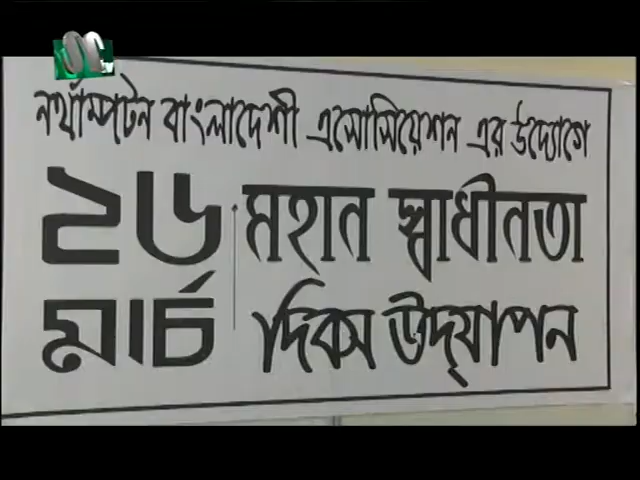 নর্থাম্পটন বাংলাদেশী এসোসিয়েশন এর উদ্যোগে
২৬ মার্চ
মহান স্বাধীনতা
দিবস উদ্‌যাপন